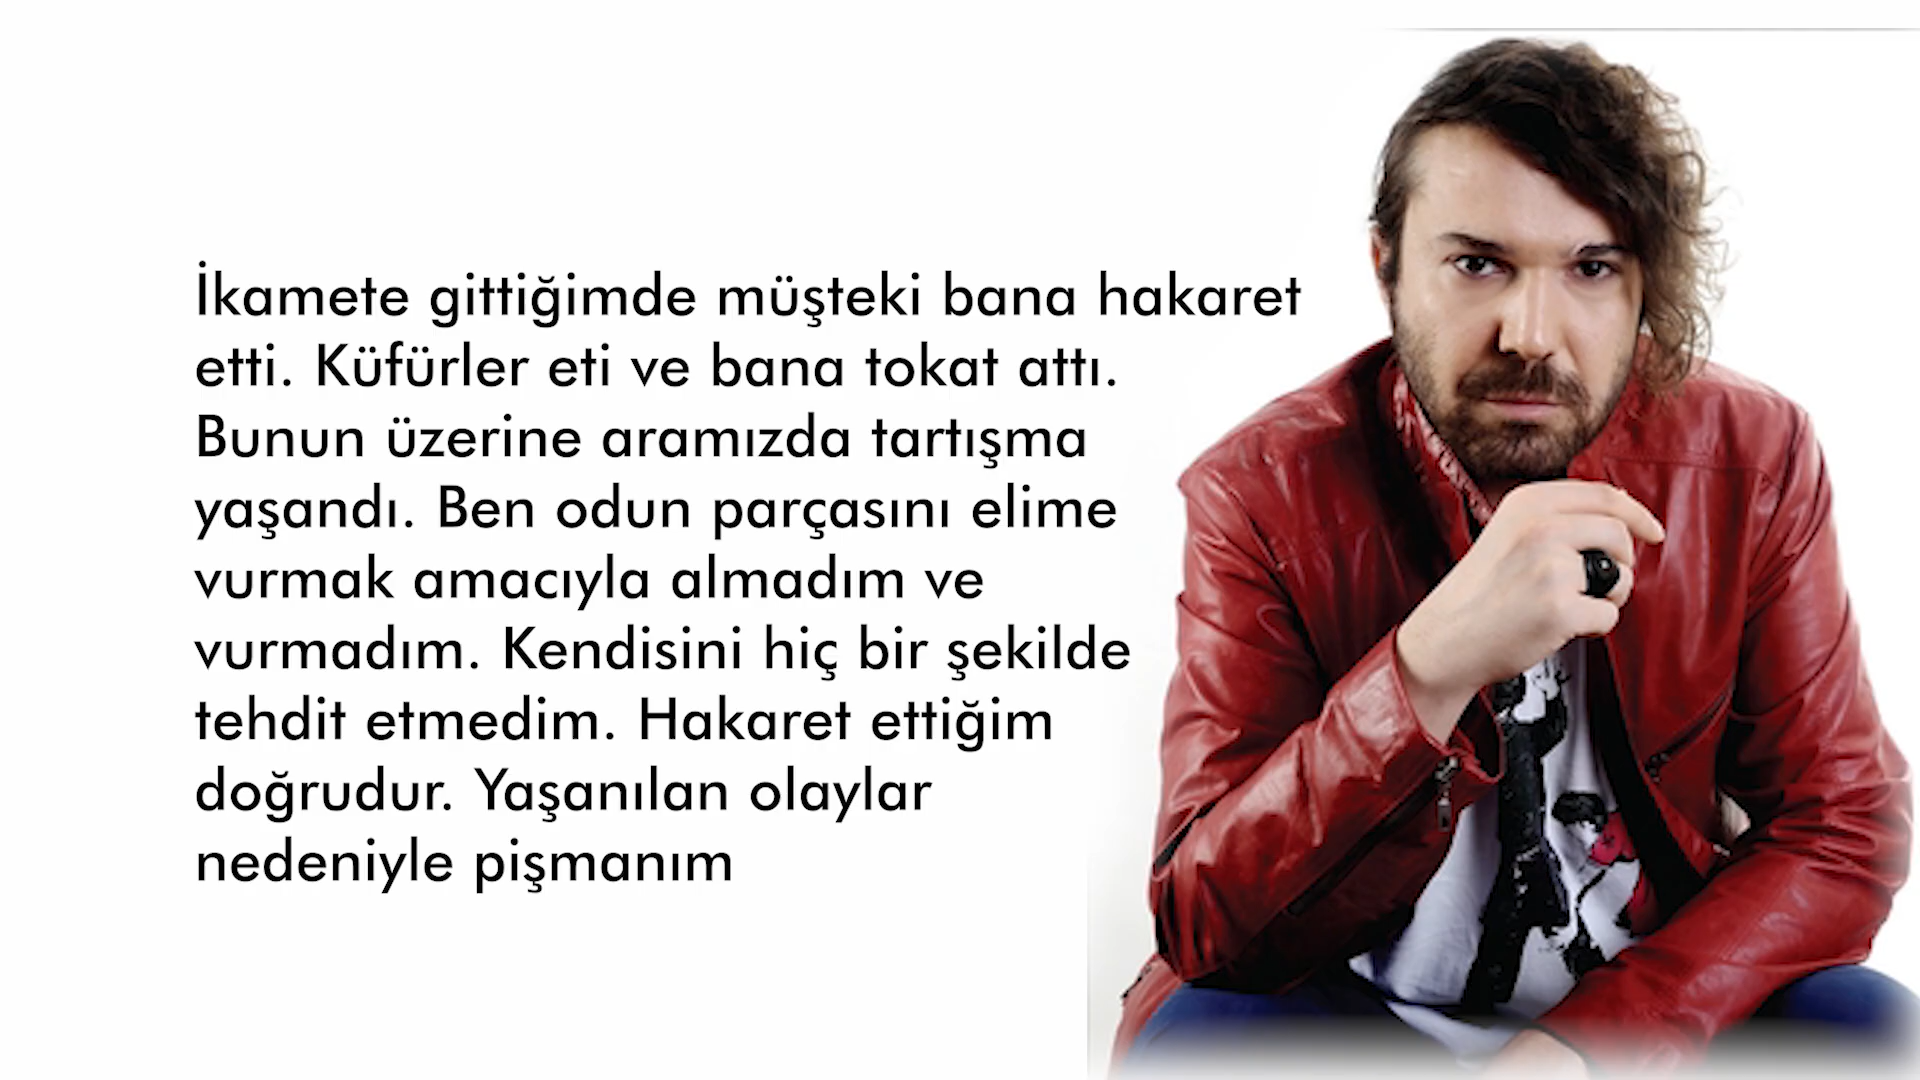 İkamete gittiğimde müşteki bana hakaret
etti. Küfürler eti ve bana tokat attı.
Bunun üzerine aramızda tartışma
yaşandı. Ben odun parçasını elime
vurmak amacıyla almadım ve
vurmadım. Kendisini hiç bir şekilde
tehdit etmedim. Hakaret ettiğim
doğrudur. Yaşanılan olaylar
nedeniyle pişmanım